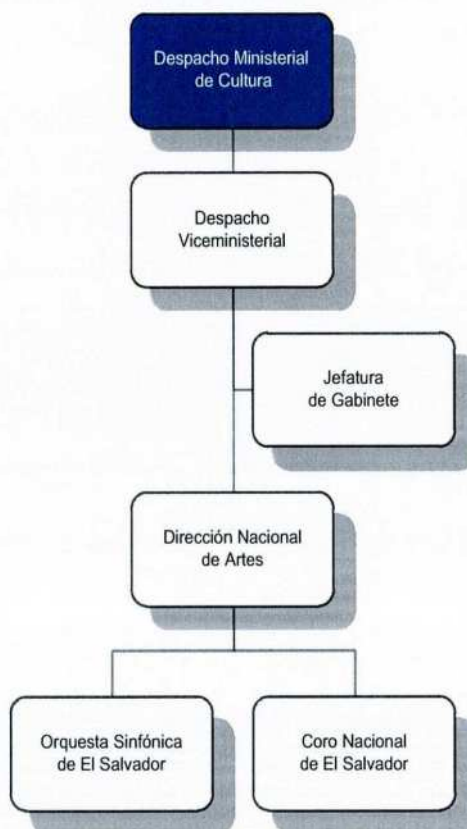 Despacho Ministerial
de Cultura
Despacho
Viceministerial
Jefatura
de Gabinete
Dirección Nacional
de Artes
Orquesta Sinfónica
de El Salvador
Coro Nacional
de El Salvador